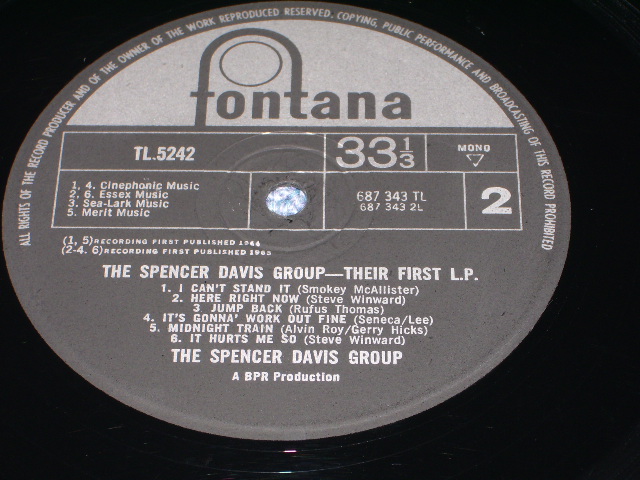 ALL RIGHTS OF THE RECORD PRODUCER AND OF THE OWNER OF THE WORK REPRODUCED RESERVED. COPYING, PUBLIC PERFORMANCE AND BROADCASTING OF THIS RECORD PROHIBITED
fontana
TL.5242
33 1/3
MONO
1, 4. Cinephonic Music
2, 6. Essex Music
3. Sea-Lark Music
5. Merit Music
687 343 TL
687 343 2L
2
(1, 5) RECORDING FIRST PUBLISHED 1964
(2-4, 6) RECORDING FIRST PUBLISHED 1965
THE SPENCER DAVIS GROUP—THEIR FIRST L.P.
1. I CAN'T STAND IT (Smokey McAllister)
2. HERE RIGHT NOW (Steve Winward)
3 JUMP BACK (Rufus Thomas)
4. IT'S GONNA' WORK OUT FINE (Seneca/Lee)
5. MIDNIGHT TRAIN (Alvin Roy/Gerry Hicks)
6. IT HURTS ME SO (Steve Winward)
THE SPENCER DAVIS GROUP
A BPR Production